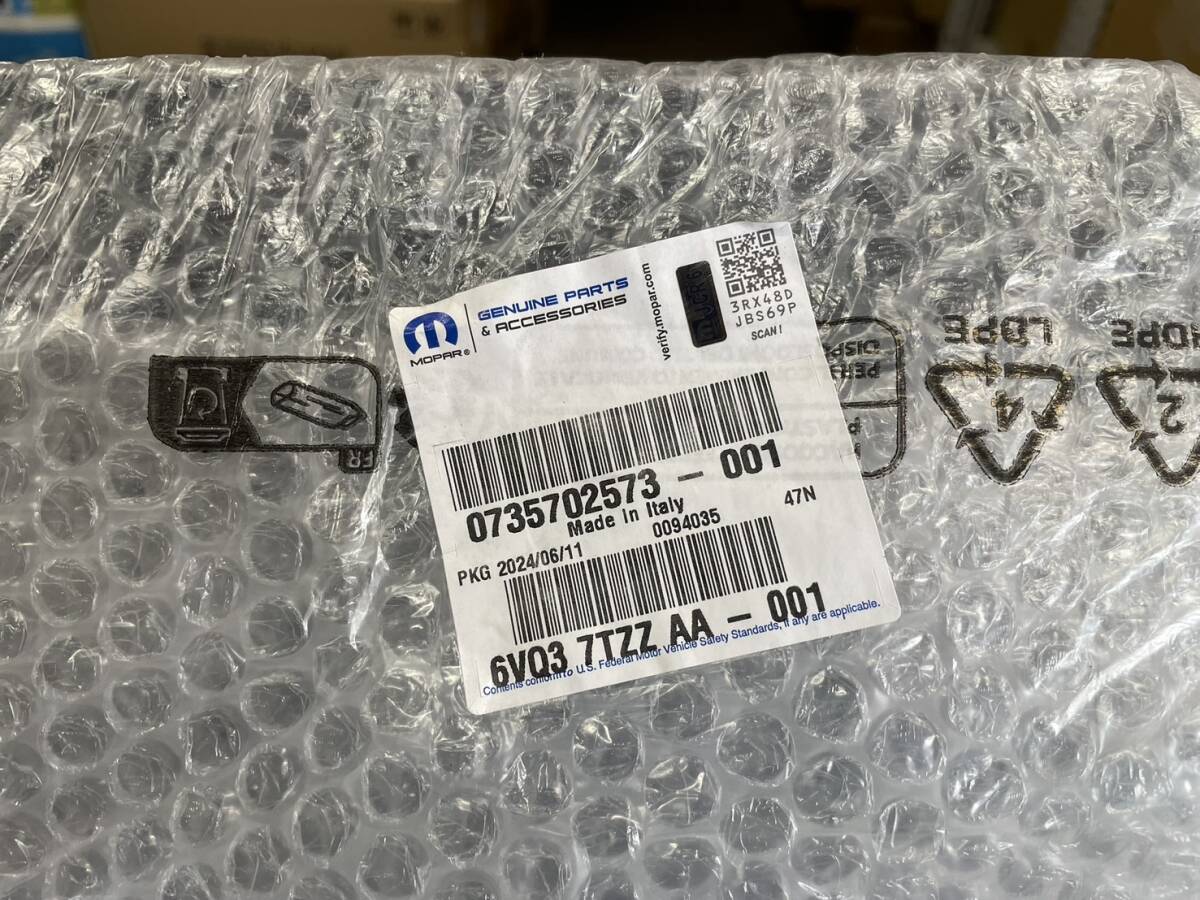 GENUINE PARTS
& ACCESSORIES
MOPAR®
verify.mopar.com
3RX48D
JBS69P
SCAN!
0735702573 - 001
Made in Italy
47N
PKG 2024/06/11
0094035
6VQ3 7TZZ AA - 001
Contents conform to U.S. Federal Motor Vehicle Safety Standards, if any are applicable.
FR
4
LDPE
2
HDPE